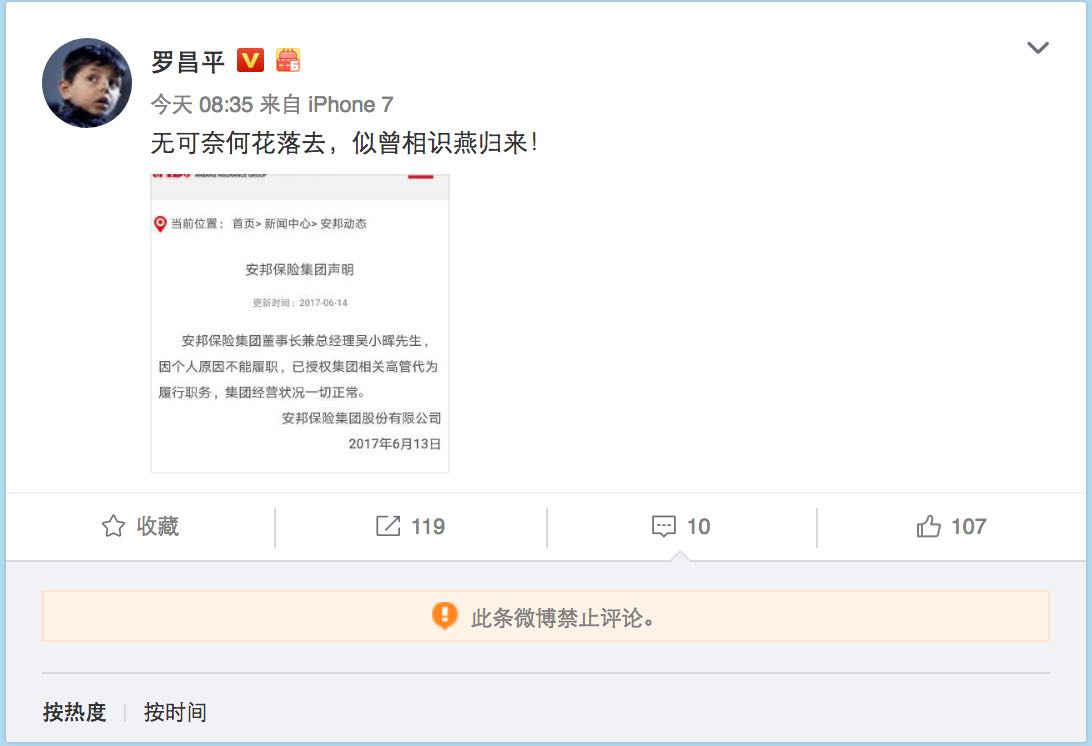 罗昌平
今天 08:35 来自 iPhone 7
无可奈何花落去，似曾相识燕归来！
ANBANG INSURANCE GROUP
当前位置： 首页> 新闻中心> 安邦动态
安邦保险集团声明
更新时间：2017-06-14
安邦保险集团董事长兼总经理吴小晖先生，
因个人原因不能履职，已授权集团相关高管代为
履行职务，集团经营状况一切正常。
安邦保险集团股份有限公司
2017年6月13日
收藏 119 10 107
此条微博禁止评论。
按热度 按时间